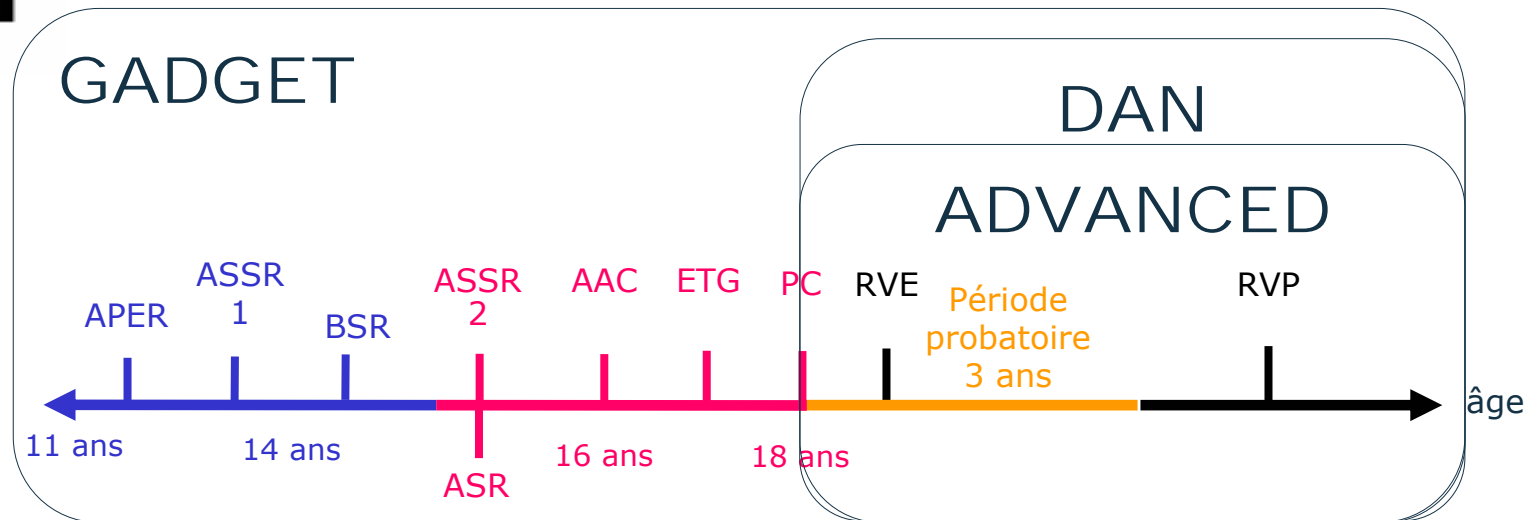 GADGET
DAN
ADVANCED
APER
ASSR
1
BSR
ASSR
2
AAC
ETG
PC
RVE
Période
probatoire
3 ans
RVP
âge
11 ans
14 ans
ASR
16 ans
18 ans